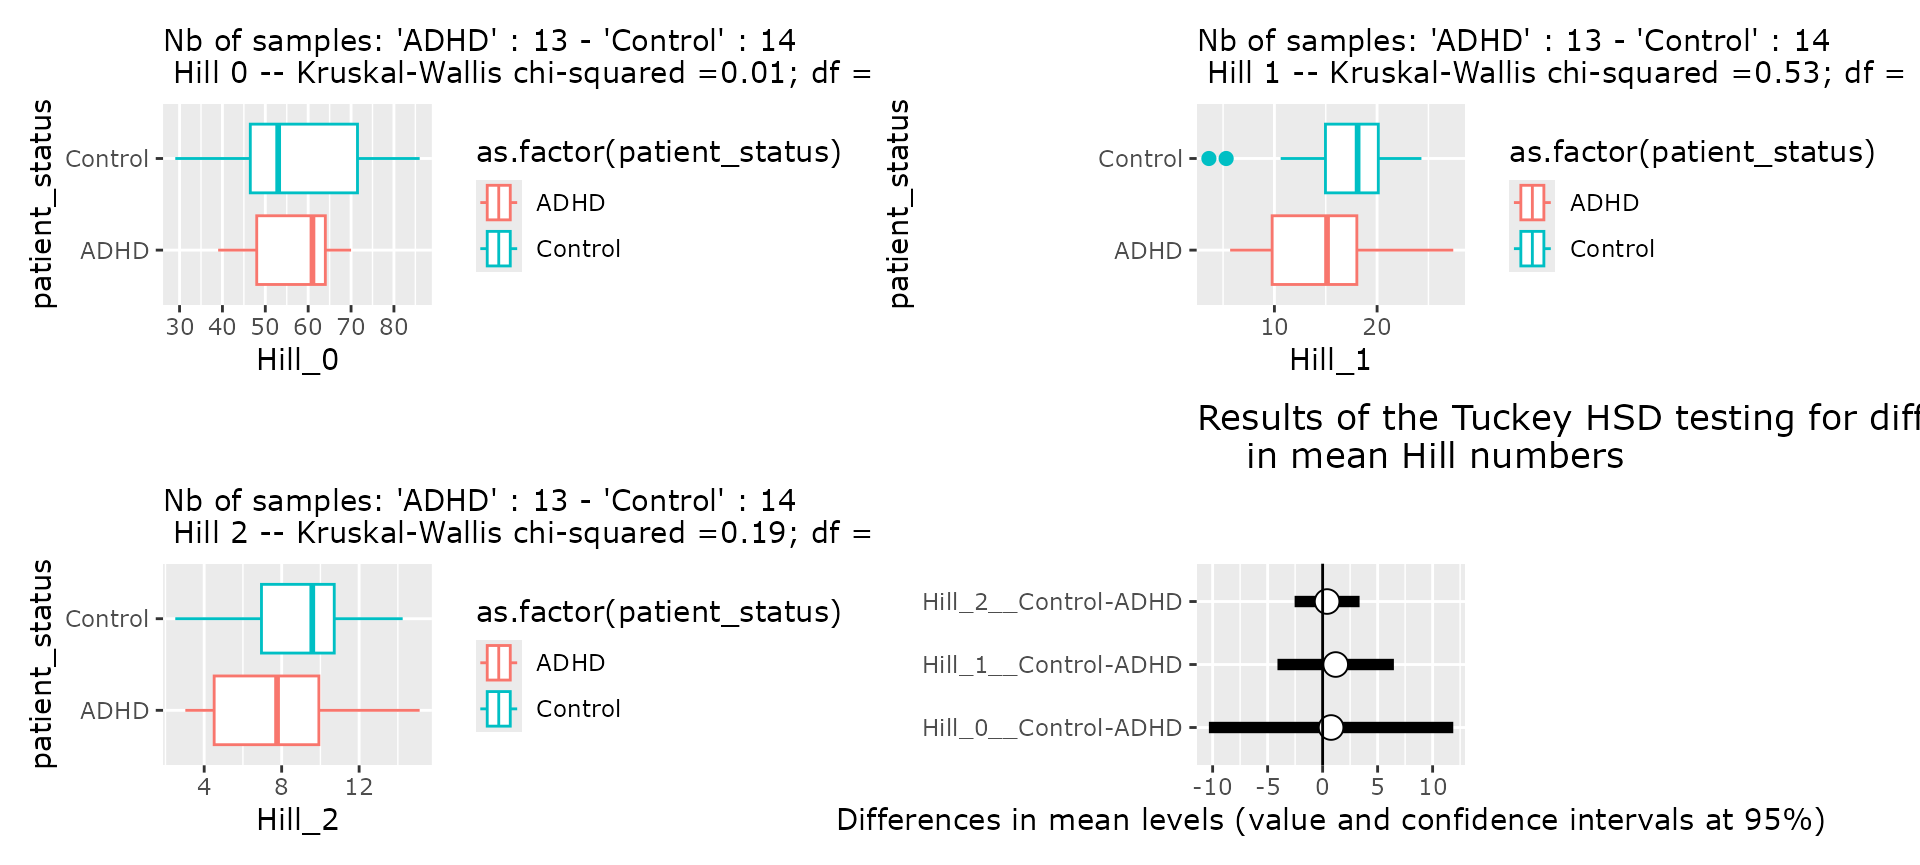 Nb of samples: 'ADHD' : 13 - 'Control' : 14
Hill 0 -- Kruskal-Wallis chi-squared =0.01; df =
patient_status
Control
ADHD
30 40 50 60 70 80
Hill_0
as.factor(patient_status)
ADHD
Control
Nb of samples: 'ADHD' : 13 - 'Control' : 14
Hill 1 -- Kruskal-Wallis chi-squared =0.53; df =
patient_status
Control
ADHD
10 20
Hill_1
as.factor(patient_status)
ADHD
Control
Nb of samples: 'ADHD' : 13 - 'Control' : 14
Hill 2 -- Kruskal-Wallis chi-squared =0.19; df =
patient_status
Control
ADHD
4 8 12
Hill_2
as.factor(patient_status)
ADHD
Control
Results of the Tuckey HSD testing for diff
in mean Hill numbers
Hill_2__Control-ADHD
Hill_1__Control-ADHD
Hill_0__Control-ADHD
-10 -5 0 5 10
Differences in mean levels (value and confidence intervals at 95%)